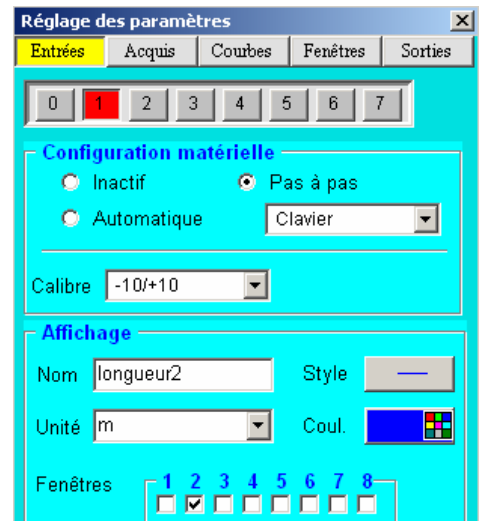 Réglage des paramètres
Entrées Acquis Courbes Fenêtres Sorties
0 1 2 3 4 5 6 7
Configuration matérielle
Inactif Pas à pas
Automatique Clavier
Calibre -10/+10
Affichage
Nom longueur2 Style
Unité m Coul.
Fenêtres 1 2 3 4 5 6 7 8